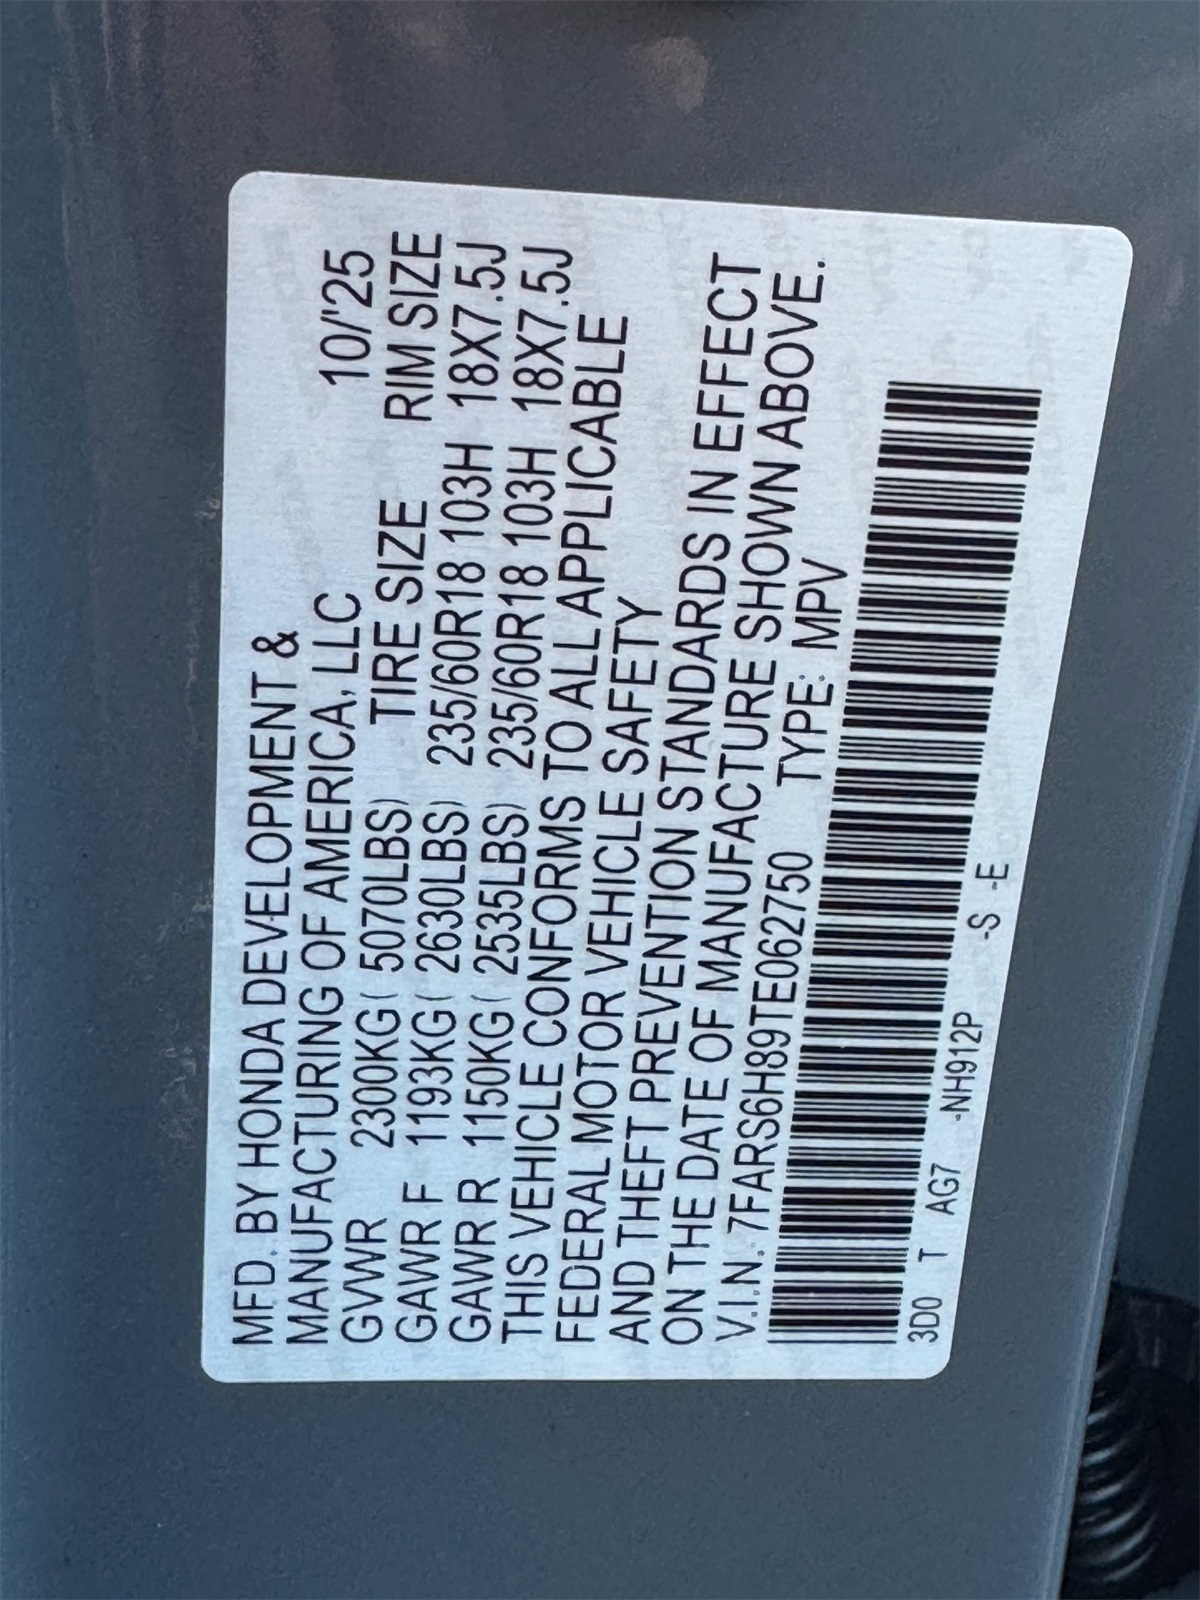 MFD. BY HONDA DEVELOPMENT &
MANUFACTURING OF AMERICA, LLC 10/'25
GVWR 2300KG( 5070LBS) TIRE SIZE RIM SIZE
GAWR F 1193KG( 2630LBS) 235/60R18 103H 18X7.5J
GAWR R 1150KG( 2535LBS) 235/60R18 103H 18X7.5J
THIS VEHICLE CONFORMS TO ALL APPLICABLE
FEDERAL MOTOR VEHICLE SAFETY
AND THEFT PREVENTION STANDARDS IN EFFECT
ON THE DATE OF MANUFACTURE SHOWN ABOVE.
V.I.N. 7FARS6H89TE062750 TYPE: MPV
3D0 T AG7 -NH912P -S -E